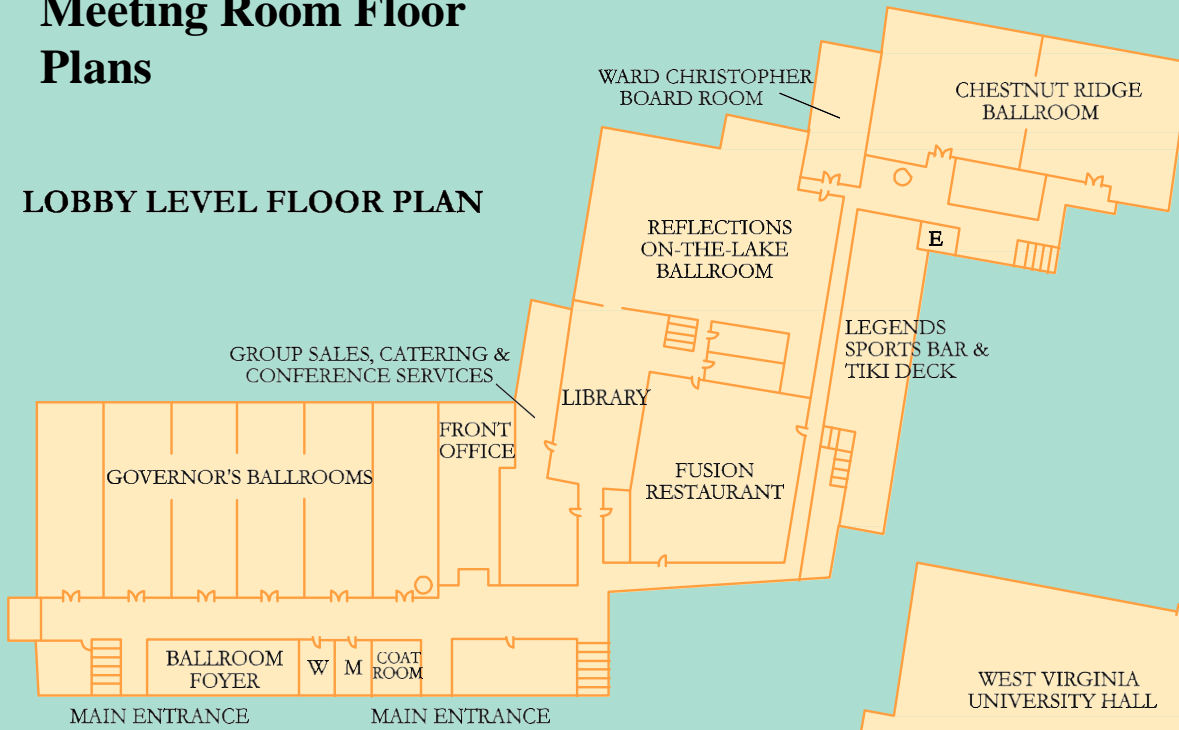 Meeting Room Floor
Plans
LOBBY LEVEL FLOOR PLAN
WARD CHRISTOPHER
BOARD ROOM
CHESTNUT RIDGE
BALLROOM
REFLECTIONS
ON-THE-LAKE
BALLROOM
E
LEGENDS
SPORTS BAR &
TIKI DECK
GROUP SALES, CATERING &
CONFERENCE SERVICES
LIBRARY
FRONT
OFFICE
GOVERNOR'S BALLROOMS
FUSION
RESTAURANT
BALLROOM
FOYER
W
M
COAT
ROOM
MAIN ENTRANCE
MAIN ENTRANCE
WEST VIRGINIA
UNIVERSITY HALL